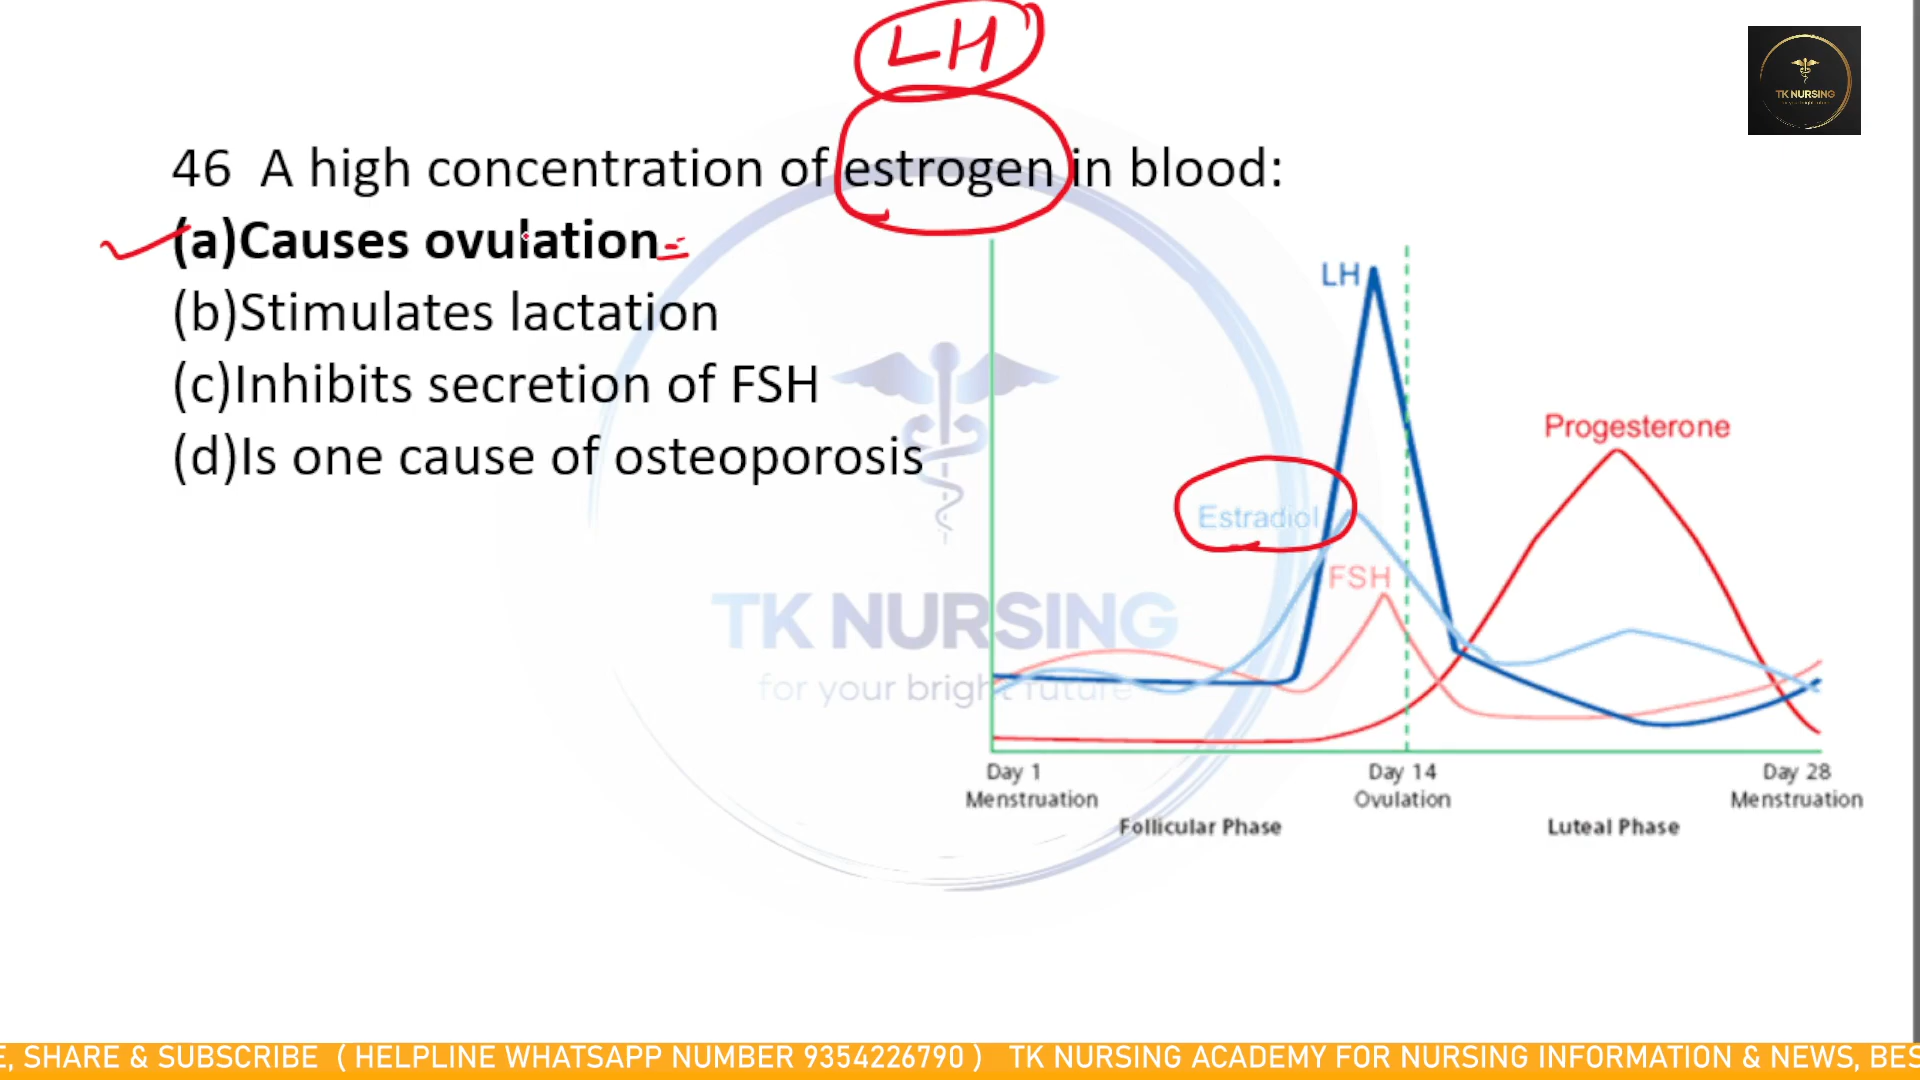 LH
TK NURSING
46 A high concentration of estrogen in blood:
(a)Causes ovulation
(b)Stimulates lactation
(c)Inhibits secretion of FSH
(d)Is one cause of osteoporosis
LH
Progesterone
Estradiol
FSH
TK NURSING
for your bright future
Day 1
Menstruation
Day 14
Ovulation
Day 28
Menstruation
Follicular Phase
Luteal Phase
E, SHARE & SUBSCRIBE ( HELPLINE WHATSAPP NUMBER 9354226790 ) TK NURSING ACADEMY FOR NURSING INFORMATION & NEWS, BES